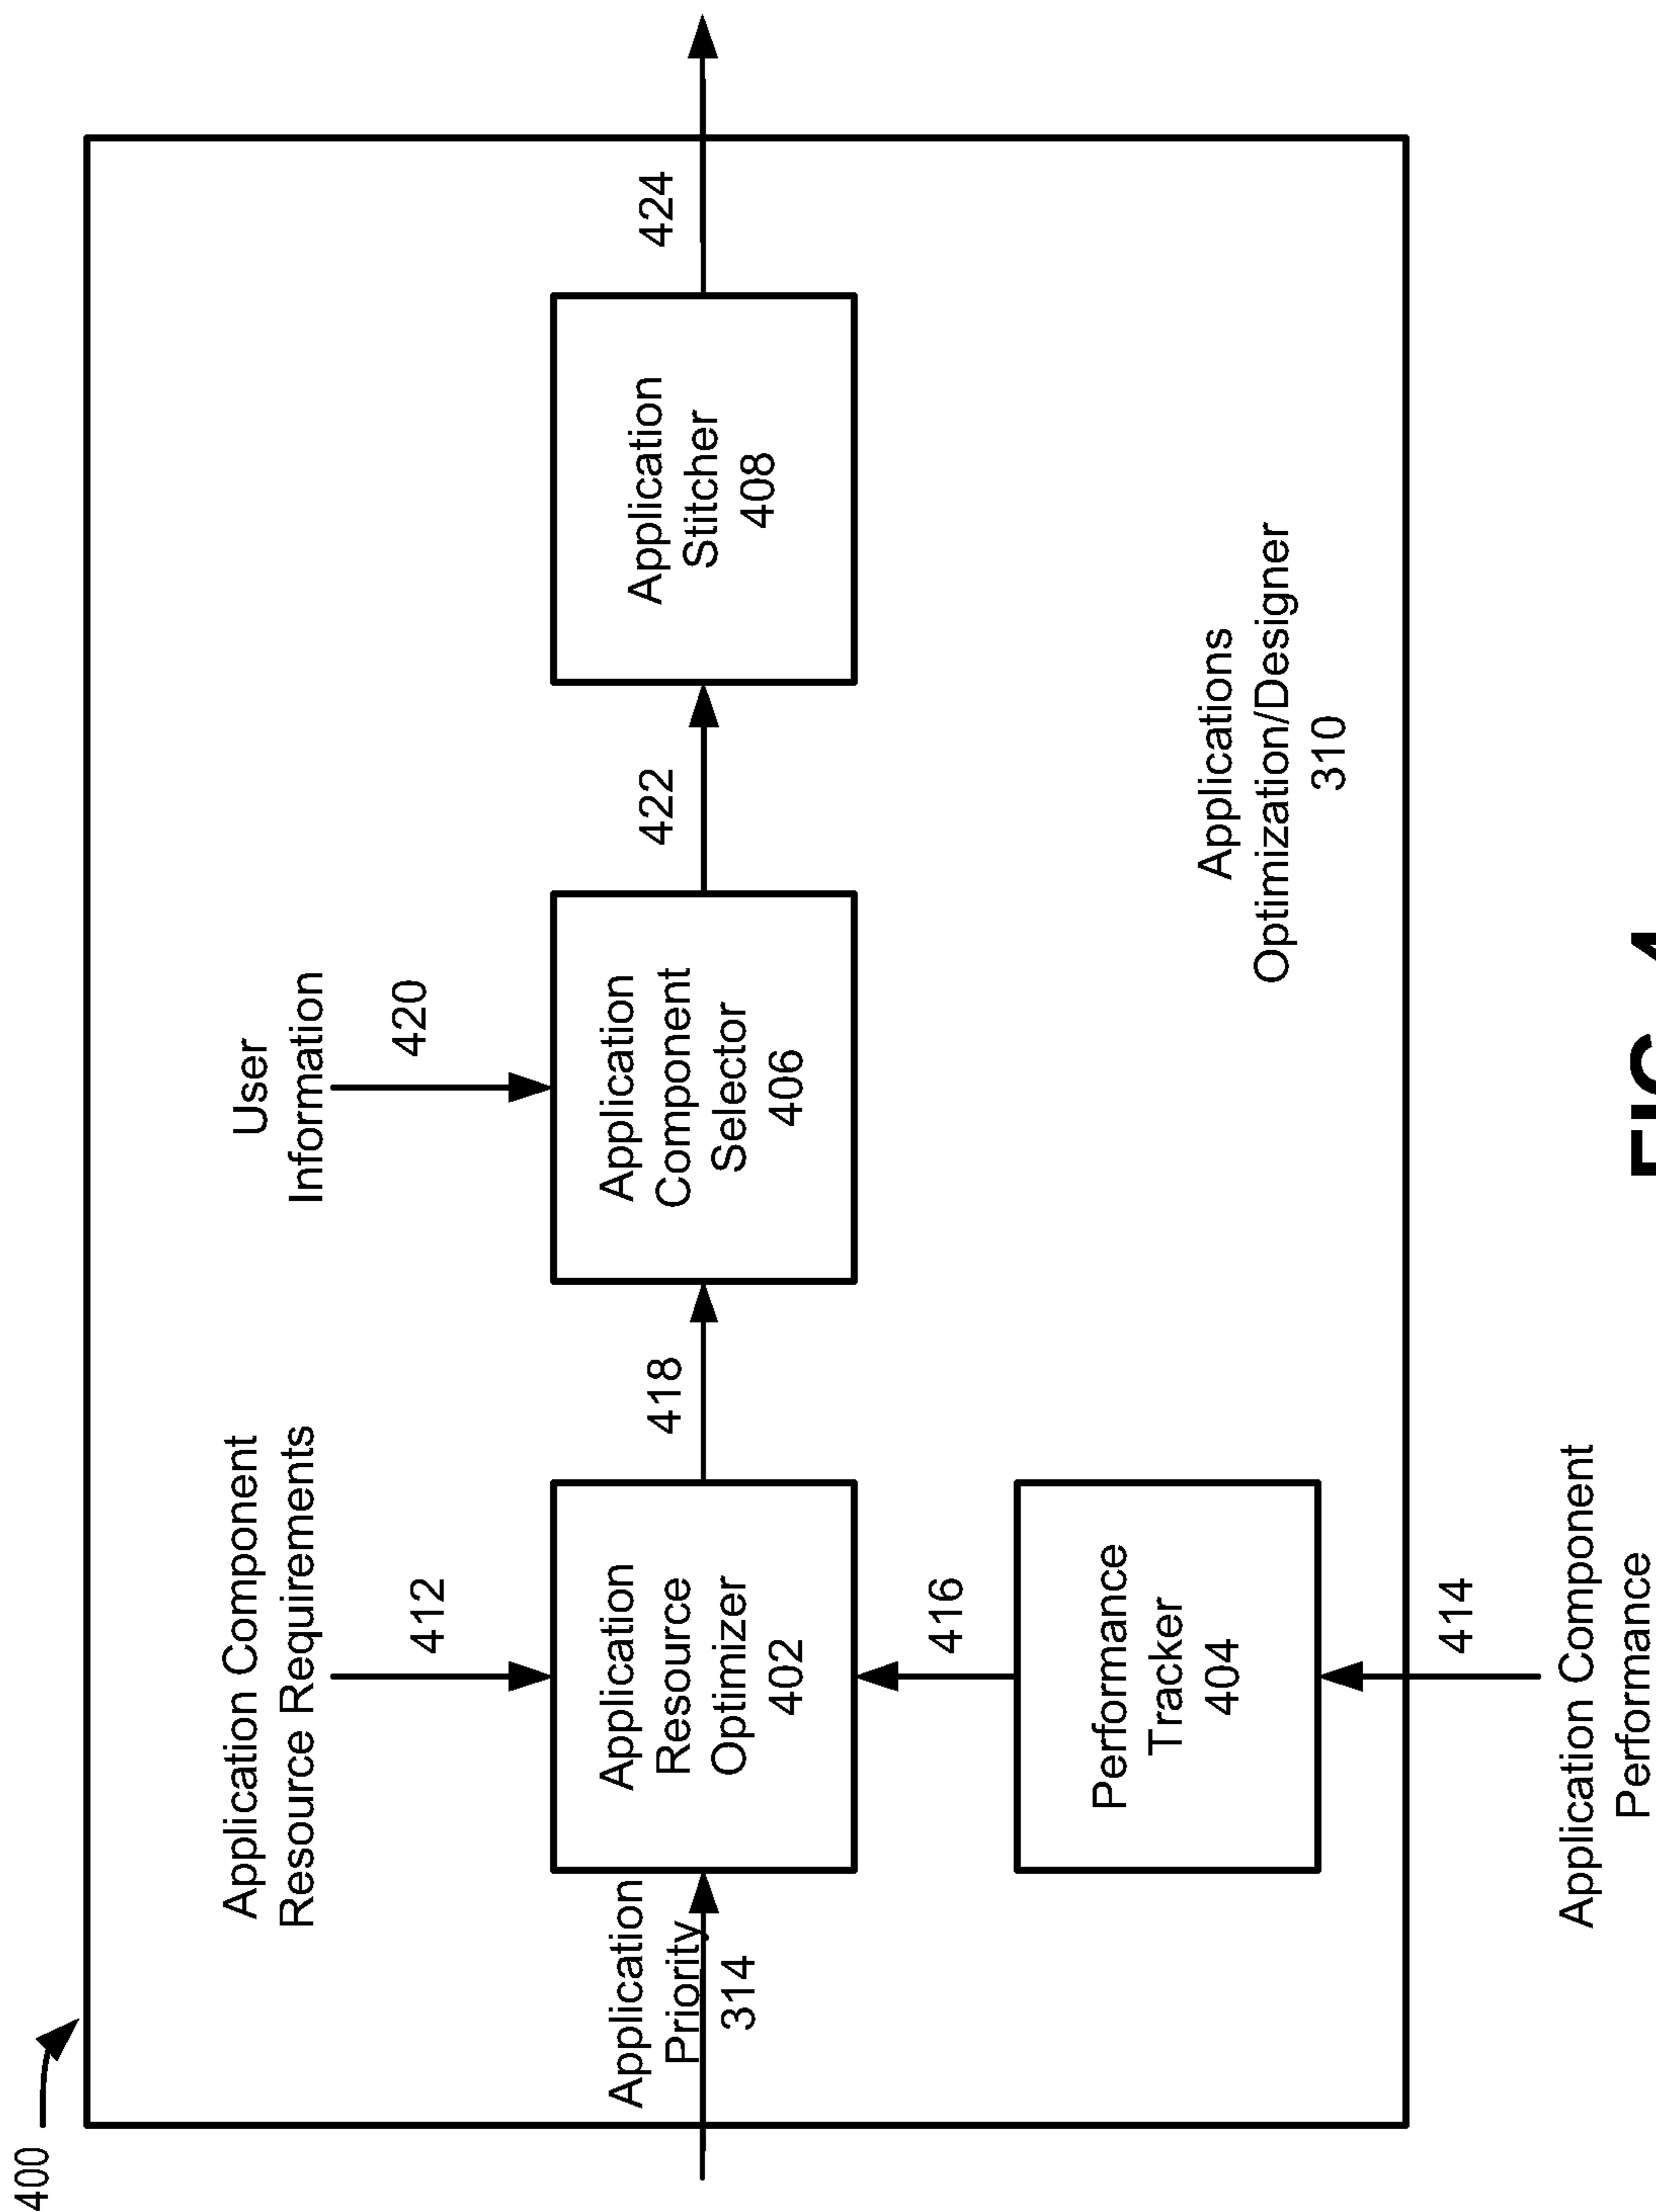 400
Application Component
Resource Requirements
412
User
Information
420
Application
Priority
314
Application
Resource
Optimizer
402
418
Application
Component
Selector
406
422
Application
Stitcher
408
424
416
Performance
Tracker
404
Applications
Optimization/Designer
310
414
Application Component
Performance
FIG. 4